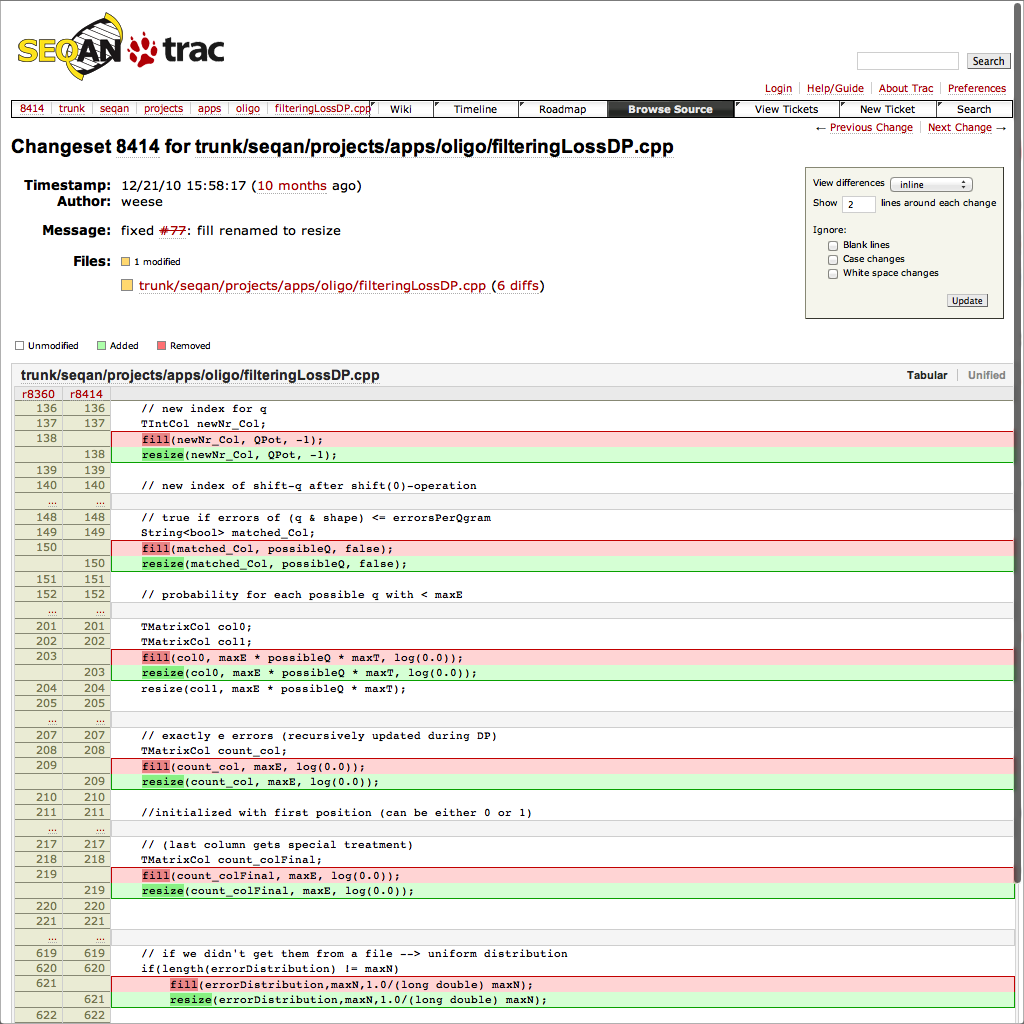 SEQAN trac
Search
Login Help/Guide About Trac Preferences
8414 trunk seqan projects apps oligo filteringLossDP.cpp Wiki Timeline Roadmap Browse Source View Tickets New Ticket Search
← Previous Change Next Change →
Changeset 8414 for trunk/seqan/projects/apps/oligo/filteringLossDP.cpp
Timestamp: 12/21/10 15:58:17 (10 months ago)
Author: weese
Message: fixed #77: fill renamed to resize
Files: 1 modified
trunk/seqan/projects/apps/oligo/filteringLossDP.cpp (6 diffs)
View differences inline
Show 2 lines around each change
Ignore:
Blank lines
Case changes
White space changes
Update
Unmodified Added Removed
trunk/seqan/projects/apps/oligo/filteringLossDP.cpp Tabular Unified
r8360 r8414
136 136 // new index for q
137 137 TIntCol newNr_Col;
138 fill(newNr_Col, QPot, -1);
138 resize(newNr_Col, QPot, -1);
139 139
140 140 // new index of shift-q after shift(0)-operation
… …
148 148 // true if errors of (q & shape) <= errorsPerQgram
149 149 String<bool> matched_Col;
150 fill(matched_Col, possibleQ, false);
150 resize(matched_Col, possibleQ, false);
151 151
152 152 // probability for each possible q with < maxE
… …
201 201 TMatrixCol col0;
202 202 TMatrixCol col1;
203 fill(col0, maxE * possibleQ * maxT, log(0.0));
203 resize(col0, maxE * possibleQ * maxT, log(0.0));
204 204 resize(col1, maxE * possibleQ * maxT);
205 205
… …
207 207 // exactly e errors (recursively updated during DP)
208 208 TMatrixCol count_col;
209 fill(count_col, maxE, log(0.0));
209 resize(count_col, maxE, log(0.0));
210 210
211 211 //initialized with first position (can be either 0 or 1)
… …
217 217 // (last column gets special treatment)
218 218 TMatrixCol count_colFinal;
219 fill(count_colFinal, maxE, log(0.0));
219 resize(count_colFinal, maxE, log(0.0));
220 220
221 221
… …
619 619 // if we didn't get them from a file --> uniform distribution
620 620 if(length(errorDistribution) != maxN)
621 fill(errorDistribution,maxN,1.0/(long double) maxN);
621 resize(errorDistribution,maxN,1.0/(long double) maxN);
622 622